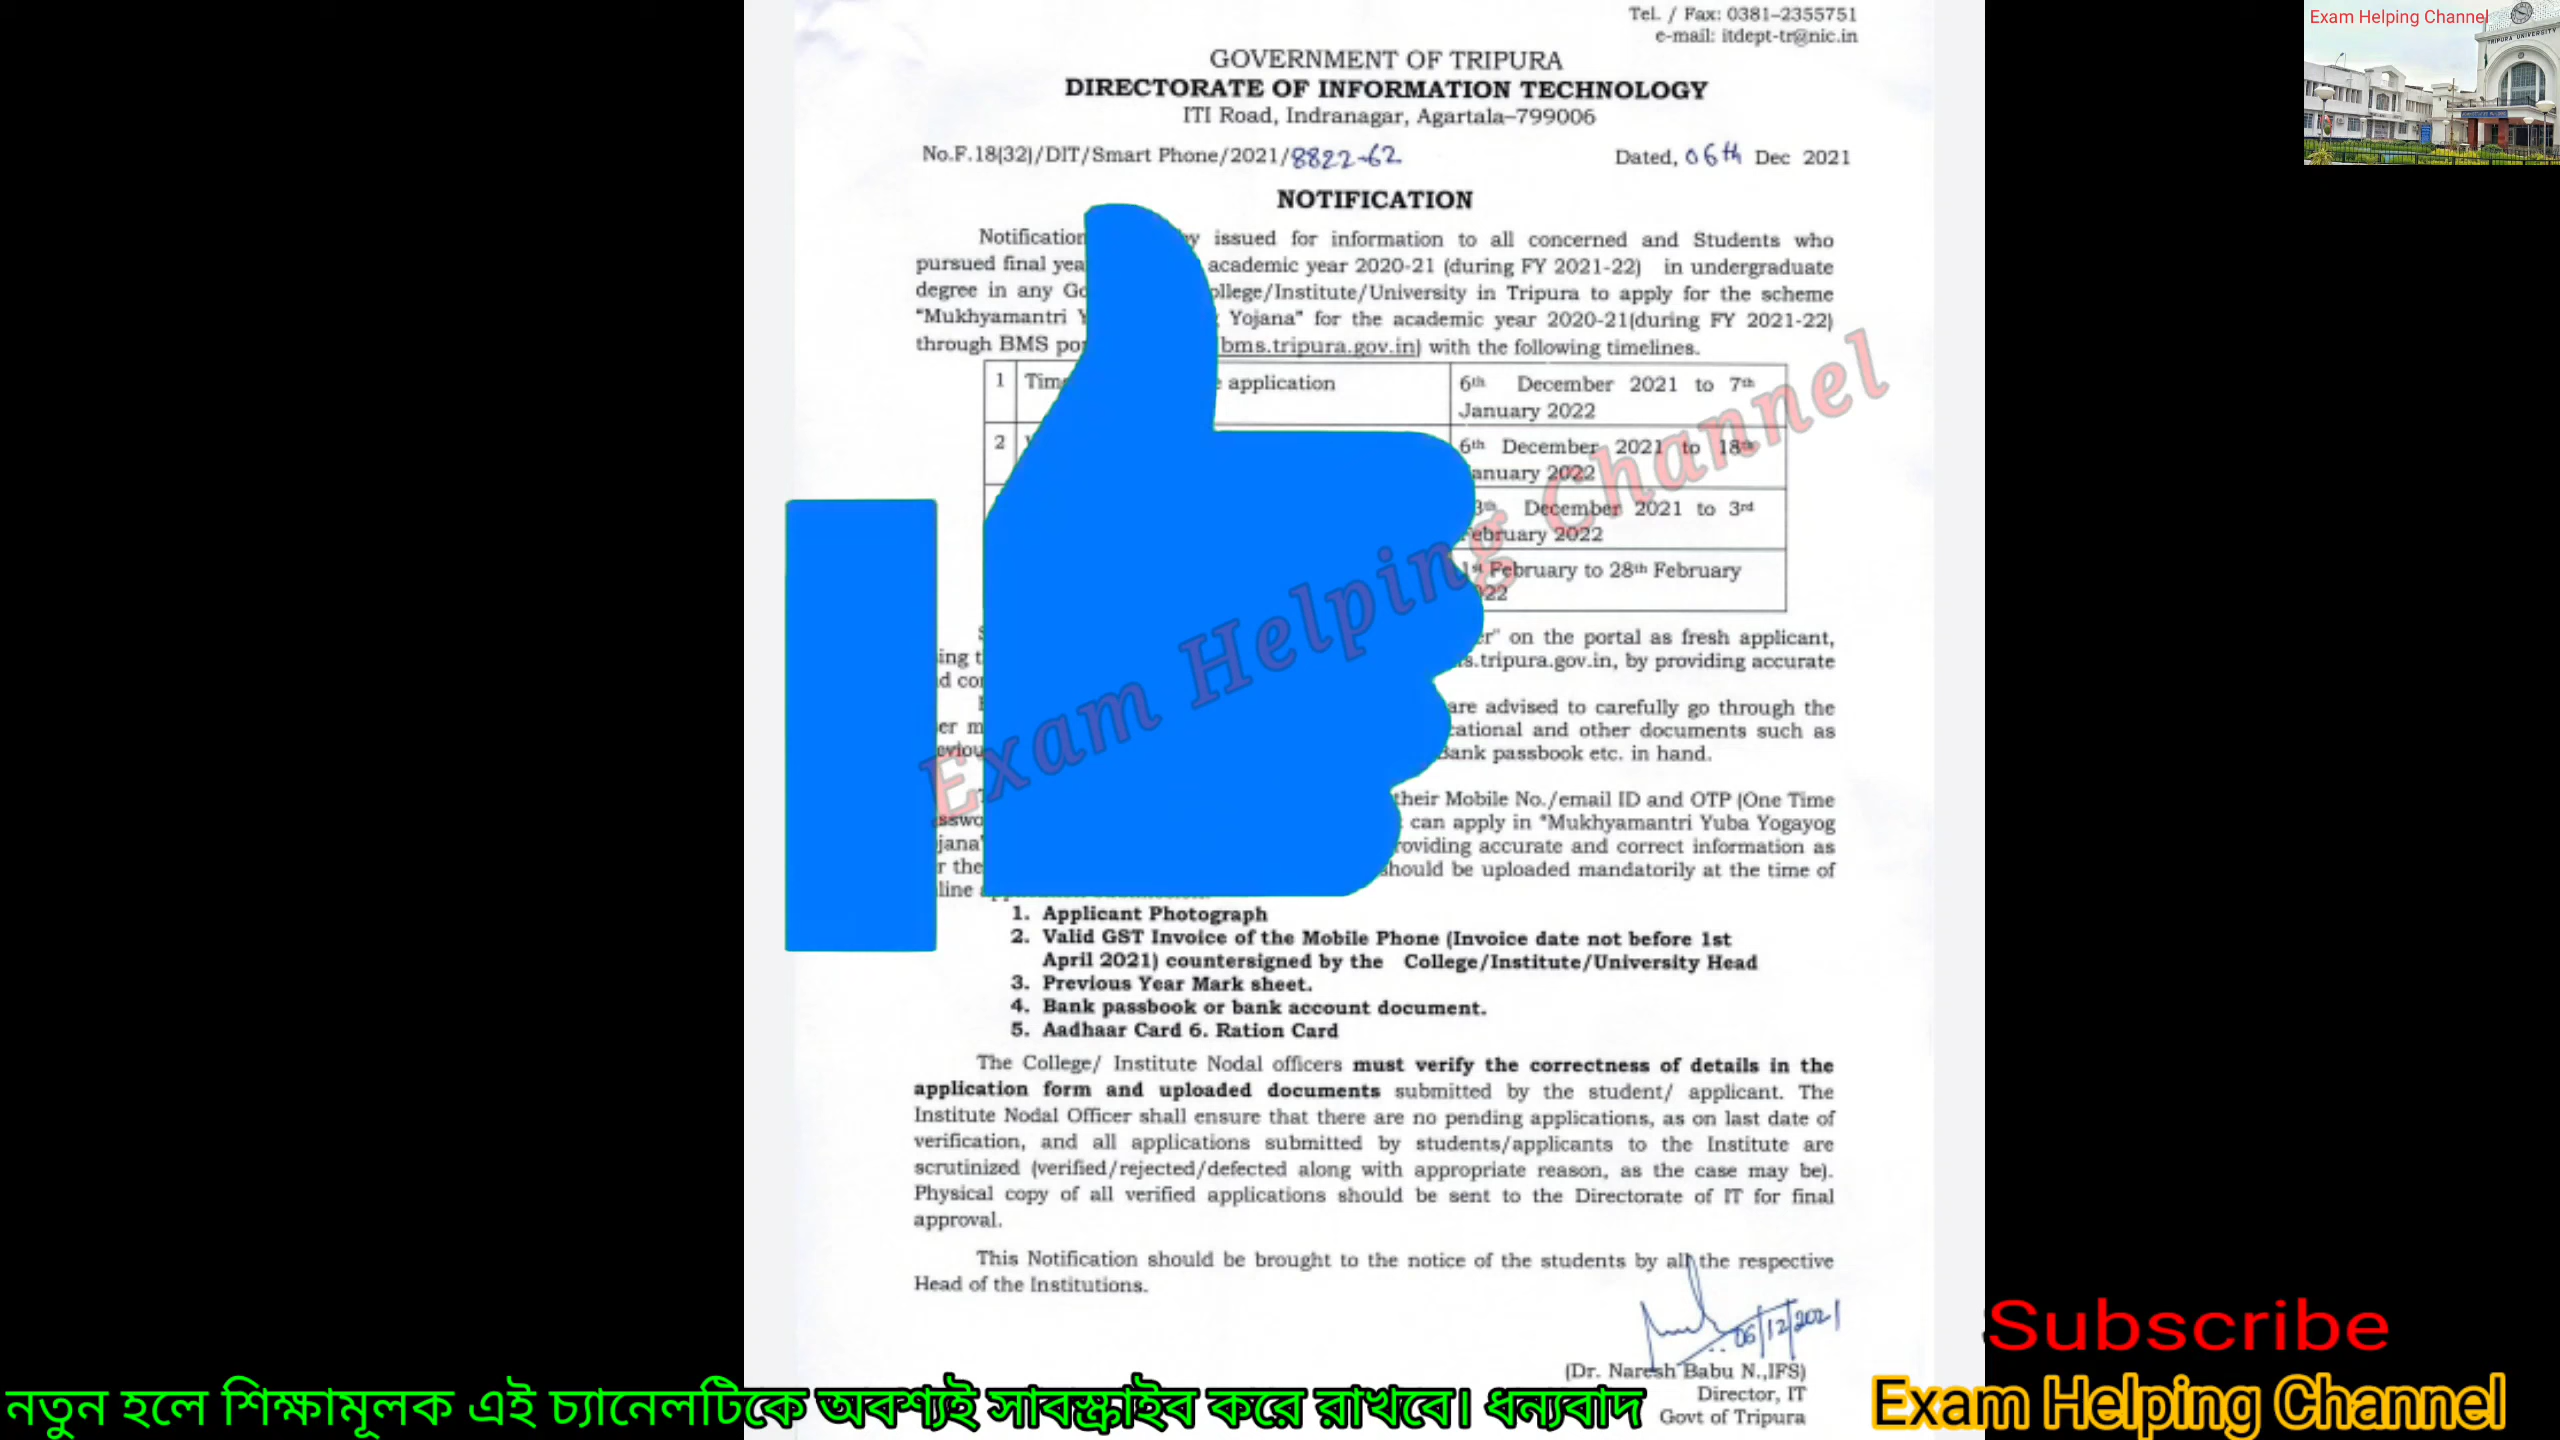 Tel. / Fax: 0381-2355751
e-mail: itdept-tr@nic.in
GOVERNMENT OF TRIPURA
DIRECTORATE OF INFORMATION TECHNOLOGY
ITI Road, Indranagar, Agartala-799006
No.F.18(32)/DIT/Smart Phone/2021/8822-62 Dated, 06th Dec 2021
NOTIFICATION
Notification issued for information to all concerned and Students who
pursued final academic year 2020-21 (during FY 2021-22) in undergraduate
degree in any in Tripura to apply for the scheme
"Mukhyamantri Yojana" for the academic year 2020-21(during FY 2021-22)
through BMS bms.tripura.gov.in) with the following timelines.
1 application 6th December 2021 to 7th
January 2022
2 6th December 2021 to 18th
January 2022
December 2021 to 3rd
February 2022
1st February to 28th February
on the portal as fresh applicant,
tripura.gov.in, by providing accurate
are advised to carefully go through the
and other documents such as
Bank passbook etc. in hand.
their Mobile No./email ID and OTP (One Time
can apply in "Mukhyamantri Yuba Yogayog
providing accurate and correct information as
should be uploaded mandatorily at the time of
1. Applicant Photograph
2. Valid GST Invoice of the Mobile Phone (Invoice date not before 1st
April 2021) countersigned by the College/Institute/University Head
3. Previous Year Mark sheet.
4. Bank passbook or bank account document.
5. Aadhaar Card 6. Ration Card
The College/ Institute Nodal officers must verify the correctness of details in the
application form and uploaded documents submitted by the student/ applicant. The
Institute Nodal Officer shall ensure that there are no pending applications, as on last date of
verification, and all applications submitted by students/applicants to the Institute are
scrutinized (verified/rejected/defected along with appropriate reason, as the case may be).
Physical copy of all verified applications should be sent to the Directorate of IT for final
approval.
This Notification should be brought to the notice of the students by all the respective
Head of the Institutions.
06/12/2021
(Dr. Naresh Babu N.,IFS)
Director, IT
Govt of Tripura
Exam Helping Channel
Exam Helping Channel
TRIPURA UNIVERSITY
Subscribe
Exam Helping Channel
নতুন হলে শিক্ষামূলক এই চ্যানেলটিকে অবশ্যই সাবস্ক্রাইব করে রাখবে। ধন্যবাদ